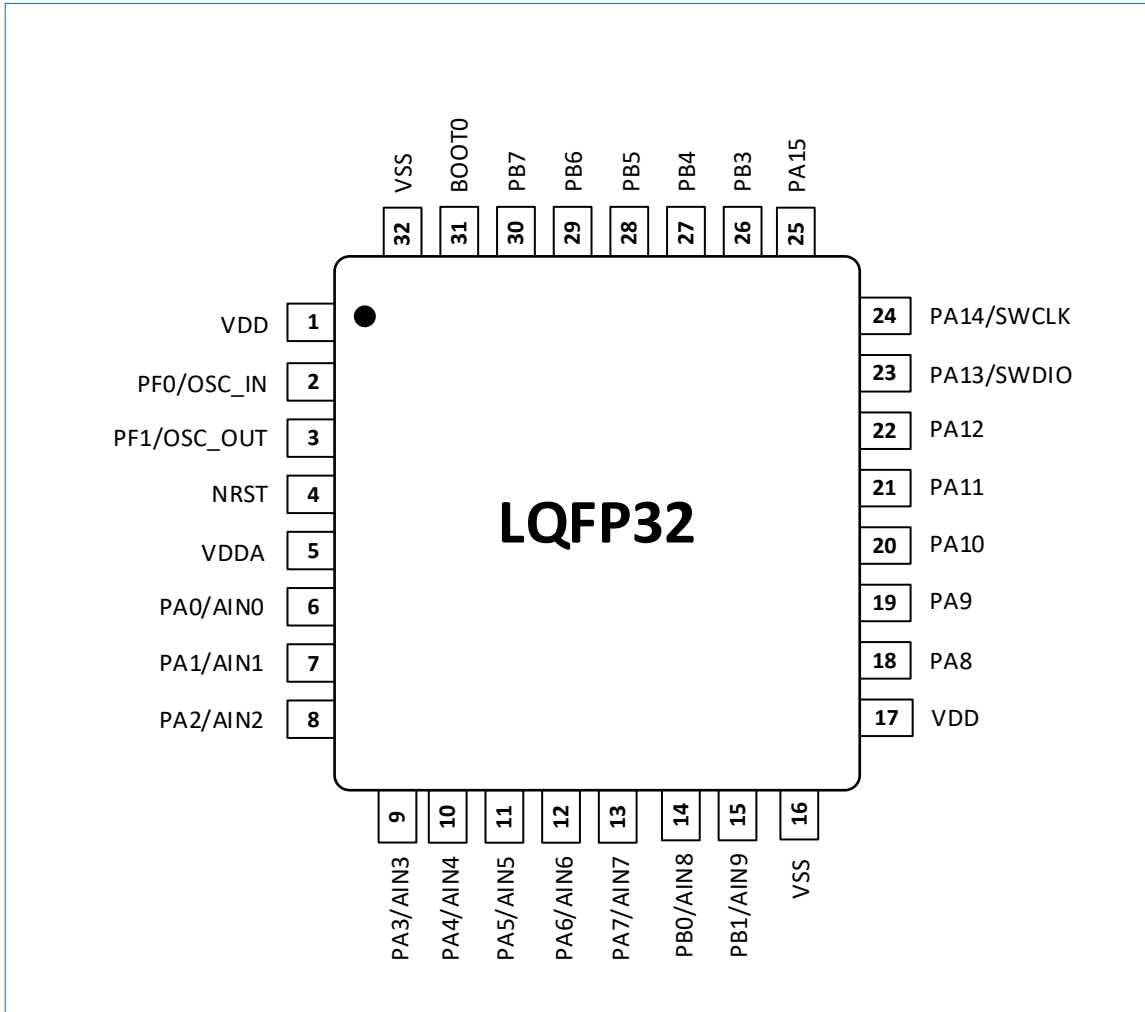 VSS
BOOT0
PB7
PB6
PB5
PB4
PB3
PA15
32
31
30
29
28
27
26
25
VDD 1
PF0/OSC_IN 2
PF1/OSC_OUT 3
NRST 4
VDDA 5
PA0/AIN0 6
PA1/AIN1 7
PA2/AIN2 8
LQFP32
24 PA14/SWCLK
23 PA13/SWDIO
22 PA12
21 PA11
20 PA10
19 PA9
18 PA8
17 VDD
9
10
11
12
13
14
15
16
PA3/AIN3
PA4/AIN4
PA5/AIN5
PA6/AIN6
PA7/AIN7
PB0/AIN8
PB1/AIN9
VSS